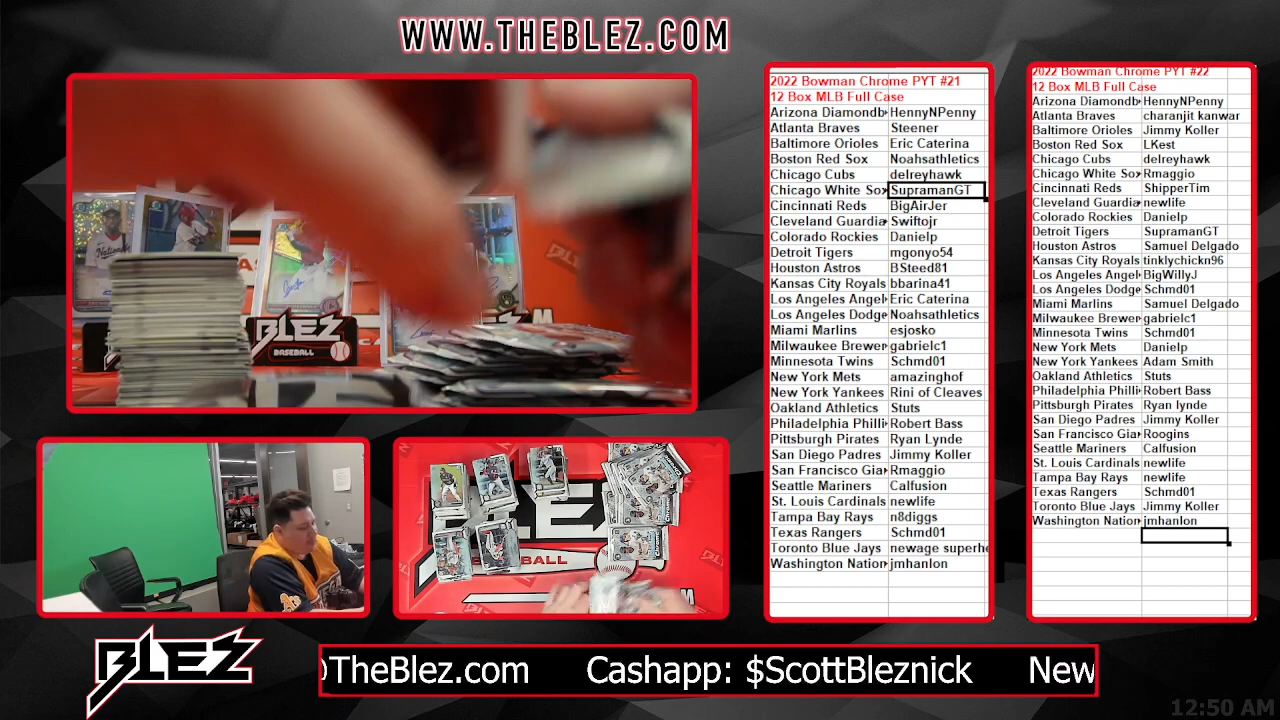 WWW.THEBLEZ.COM
2022 Bowman Chrome PYT #21
12 Box MLB Full Case
Arizona Diamondb HennyNPenny
Atlanta Braves Steener
Baltimore Orioles Eric Caterina
Boston Red Sox Noahsathletics
Chicago Cubs delreyhawk
Chicago White Sox SupramanGT
Cincinnati Reds BigAirJer
Cleveland Guardia Swiftojr
Colorado Rockies Danielp
Detroit Tigers mgonyo54
Houston Astros BSteed81
Kansas City Royals bbarina41
Los Angeles Angel Eric Caterina
Los Angeles Dodge Noahsathletics
Miami Marlins esjosko
Milwaukee Brewer gabrielc1
Minnesota Twins Schmd01
New York Mets amazinghof
New York Yankees Rini of Cleaves
Oakland Athletics Stuts
Philadelphia Philli Robert Bass
Pittsburgh Pirates Ryan Lynde
San Diego Padres Jimmy Koller
San Francisco Gia Rmaggio
Seattle Mariners Calfusion
St. Louis Cardinals newlife
Tampa Bay Rays n8diggs
Texas Rangers Schmd01
Toronto Blue Jays newage superhe
Washington Nation jmhanlon
2022 Bowman Chrome PYT #22
12 Box MLB Full Case
Arizona Diamondb HennyNPenny
Atlanta Braves charanjit kanwar
Baltimore Orioles Jimmy Koller
Boston Red Sox LKest
Chicago Cubs delreyhawk
Chicago White Sox Rmaggio
Cincinnati Reds ShipperTim
Cleveland Guardia newlife
Colorado Rockies Danielp
Detroit Tigers SupramanGT
Houston Astros Samuel Delgado
Kansas City Royals tinklychickn96
Los Angeles Angel BigWillyJ
Los Angeles Dodge Schmd01
Miami Marlins Samuel Delgado
Milwaukee Brewer gabrielc1
Minnesota Twins Schmd01
New York Mets Danielp
New York Yankees Adam Smith
Oakland Athletics Stuts
Philadelphia Philli Robert Bass
Pittsburgh Pirates Ryan lynde
San Diego Padres Jimmy Koller
San Francisco Gia Roogins
Seattle Mariners Calfusion
St. Louis Cardinals newlife
Tampa Bay Rays newlife
Texas Rangers Schmd01
Toronto Blue Jays Jimmy Koller
Washington Nation jmhanlon
BLEZ
BASEBALL
BLEZ
@TheBlez.com Cashapp: $ScottBleznick New
12:50 AM